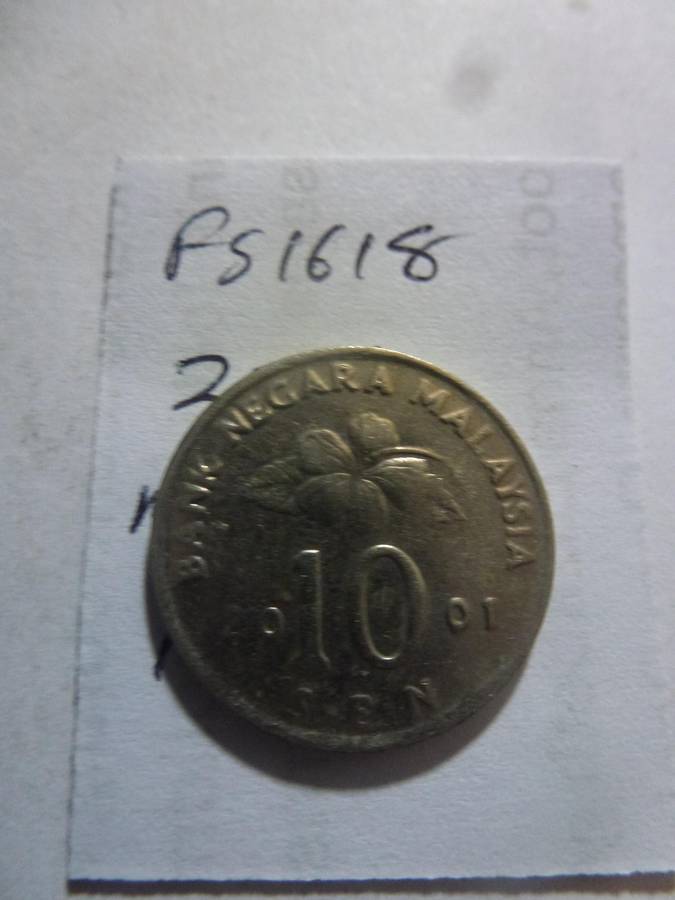 FS1618
2
BANK NEGARA MALAYSIA
10
2001
SEN